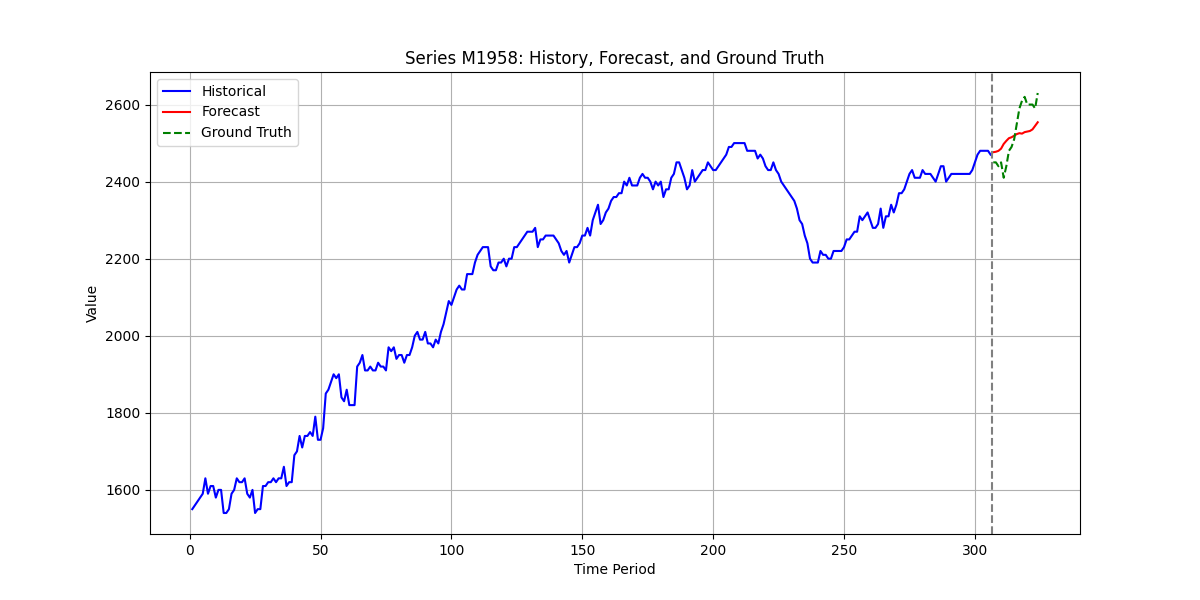 Series M1958: History, Forecast, and Ground Truth
Historical
Forecast
Ground Truth
2600
2400
2200
2000
1800
1600
Value
0 50 100 150 200 250 300
Time Period